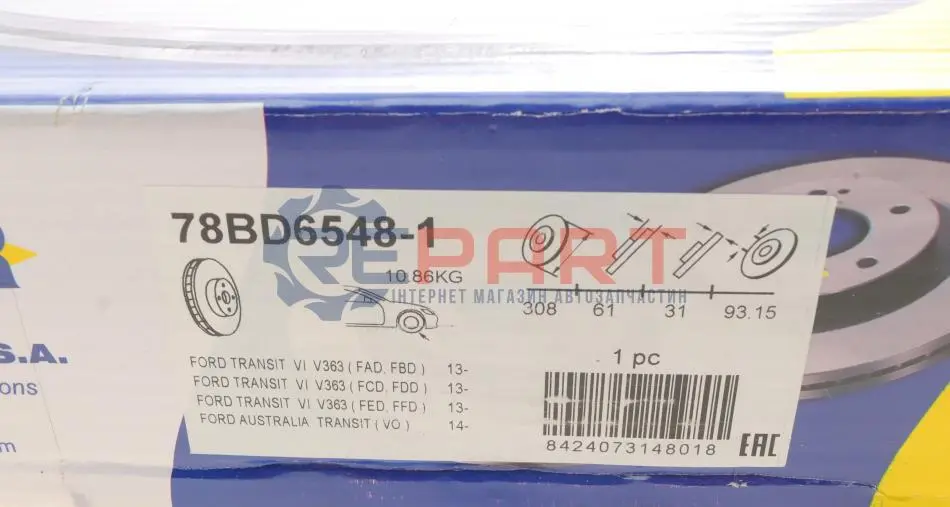 78BD6548-1
REPART
ІНТЕРНЕТ МАГАЗИН АВТОЗАПЧАСТИН
10.86KG
308 61 31 93.15
S.A.
ons
m
FORD TRANSIT VI V363 ( FAD, FBD ) 13-
FORD TRANSIT VI V363 ( FCD, FDD ) 13-
FORD TRANSIT VI V363 ( FED, FFD ) 13-
FORD AUSTRALIA TRANSIT ( VO ) 14-
1 pc
8424073148018
EAC